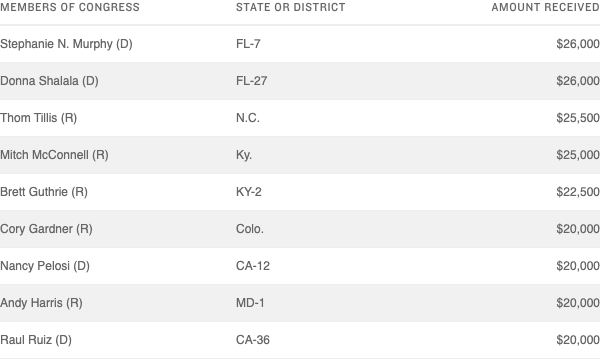 MEMBERS OF CONGRESS STATE OR DISTRICT AMOUNT RECEIVED
Stephanie N. Murphy (D) FL-7 $26,000
Donna Shalala (D) FL-27 $26,000
Thom Tillis (R) N.C. $25,500
Mitch McConnell (R) Ky. $25,000
Brett Guthrie (R) KY-2 $22,500
Cory Gardner (R) Colo. $20,000
Nancy Pelosi (D) CA-12 $20,000
Andy Harris (R) MD-1 $20,000
Raul Ruiz (D) CA-36 $20,000